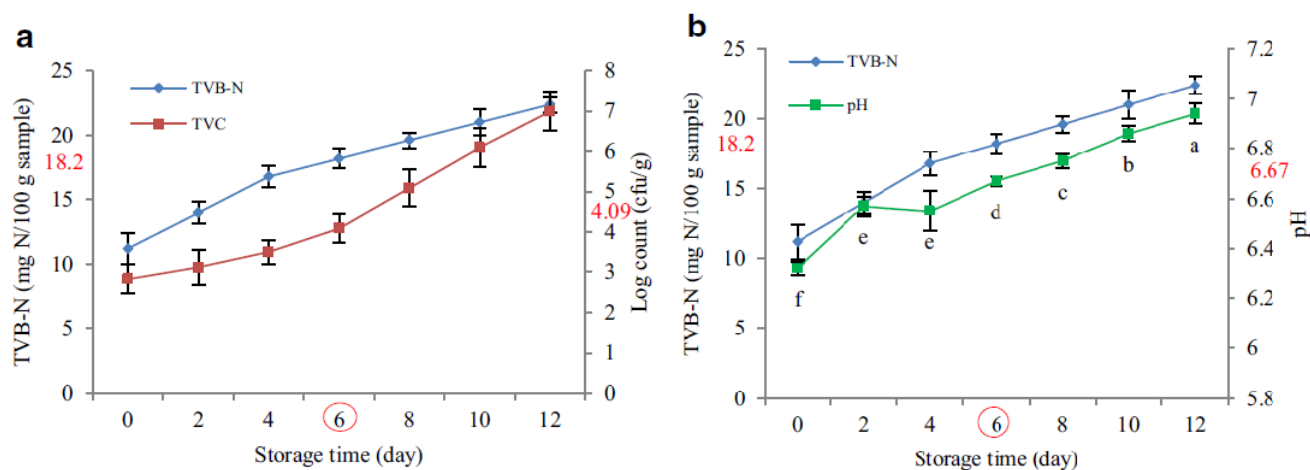 a
TVB-N
TVC
TVB-N (mg N/100 g sample)
25
20
18.2
15
10
5
0
8
7
6
5
4.09
4
3
2
1
0
Log count (cfu/g)
0 2 4 6 8 10 12
Storage time (day)
b
TVB-N
pH
TVB-N (mg N/100 g sample)
25
20
18.2
15
10
5
0
7.2
7
6.8
6.67
6.6
6.4
6.2
6
5.8
pH
f e e d c b a
0 2 4 6 8 10 12
Storage time (day)